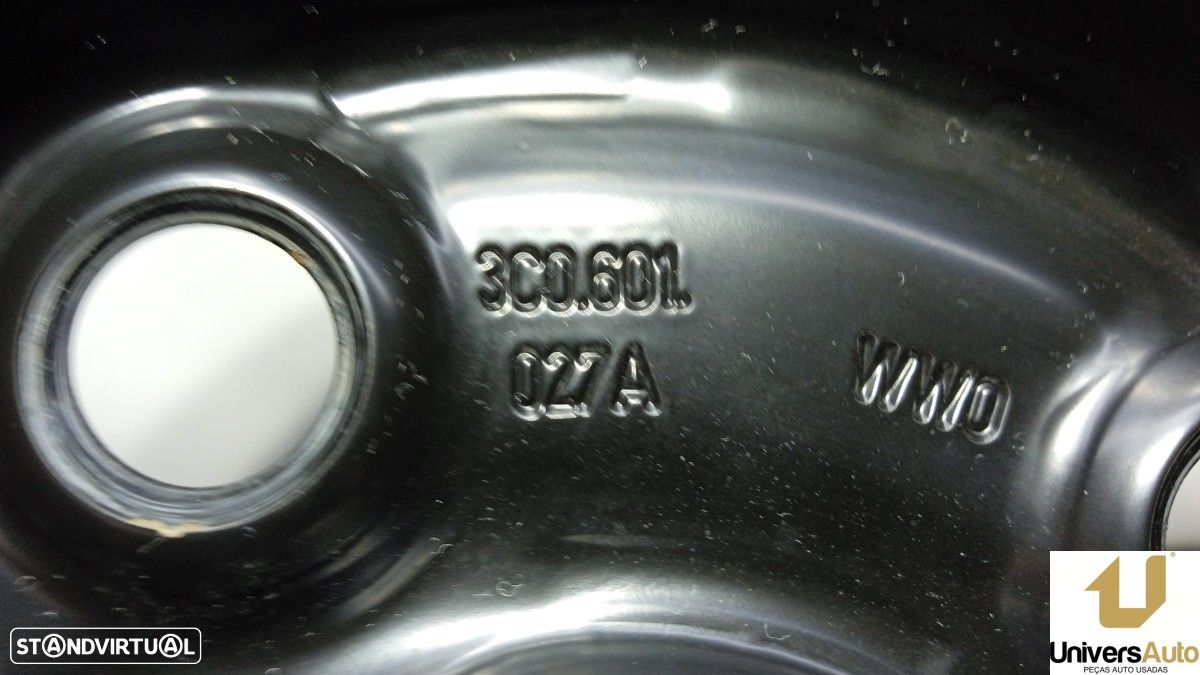 3C0.601.
027A
WWO
STANDVIRTUAL
UniversAuto
PEÇAS AUTO USADAS